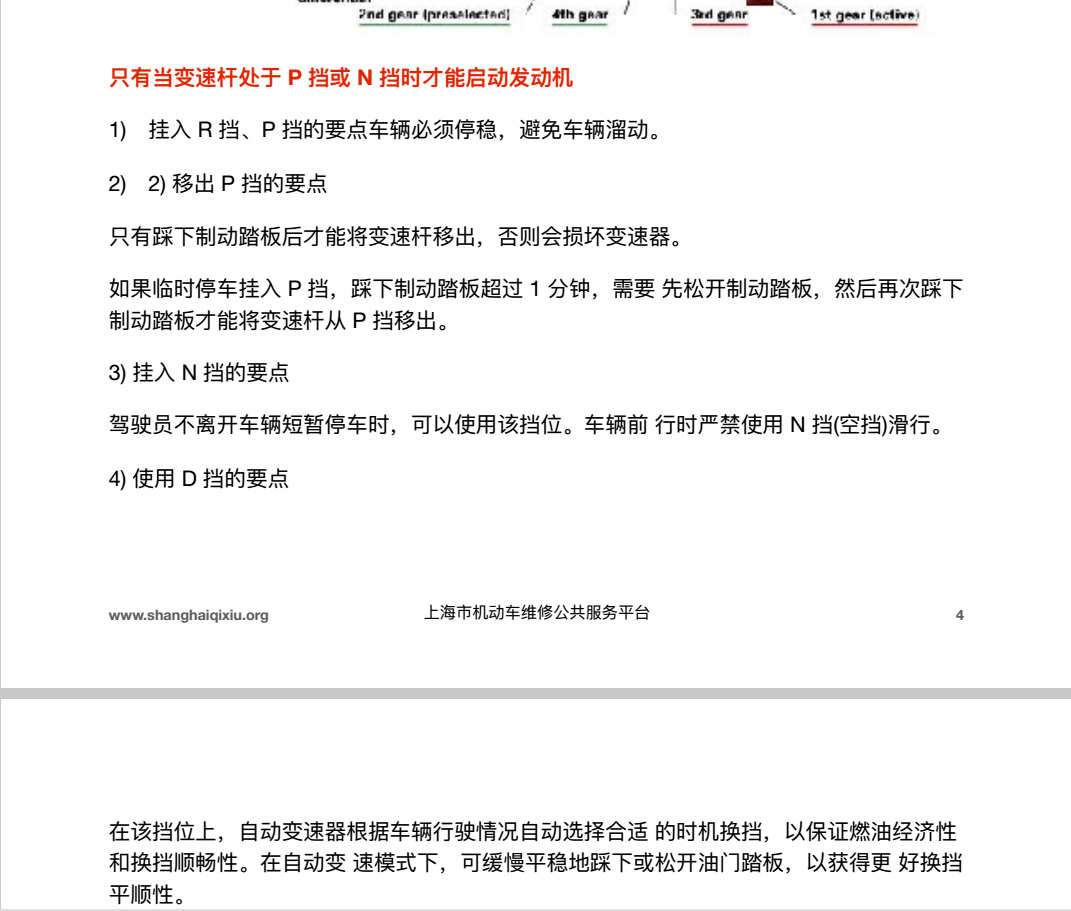 2nd gear (preselected) 4th gear 3rd gear 1st gear (active)
只有当变速杆处于 P 挡或 N 挡时才能启动发动机
1) 挂入 R 挡、P 挡的要点车辆必须停稳，避免车辆溜动。
2) 2) 移出 P 挡的要点
只有踩下制动踏板后才能将变速杆移出，否则会损坏变速器。
如果临时停车挂入 P 挡，踩下制动踏板超过 1 分钟，需要 先松开制动踏板，然后再次踩下
制动踏板才能将变速杆从 P 挡移出。
3) 挂入 N 挡的要点
驾驶员不离开车辆短暂停车时，可以使用该挡位。车辆前 行时严禁使用 N 挡(空挡)滑行。
4) 使用 D 挡的要点
www.shanghaiqixiu.org 上海市机动车维修公共服务平台 4
在该挡位上，自动变速器根据车辆行驶情况自动选择合适 的时机换挡，以保证燃油经济性
和换挡顺畅性。在自动变 速模式下，可缓慢平稳地踩下或松开油门踏板，以获得更 好换挡
平顺性。